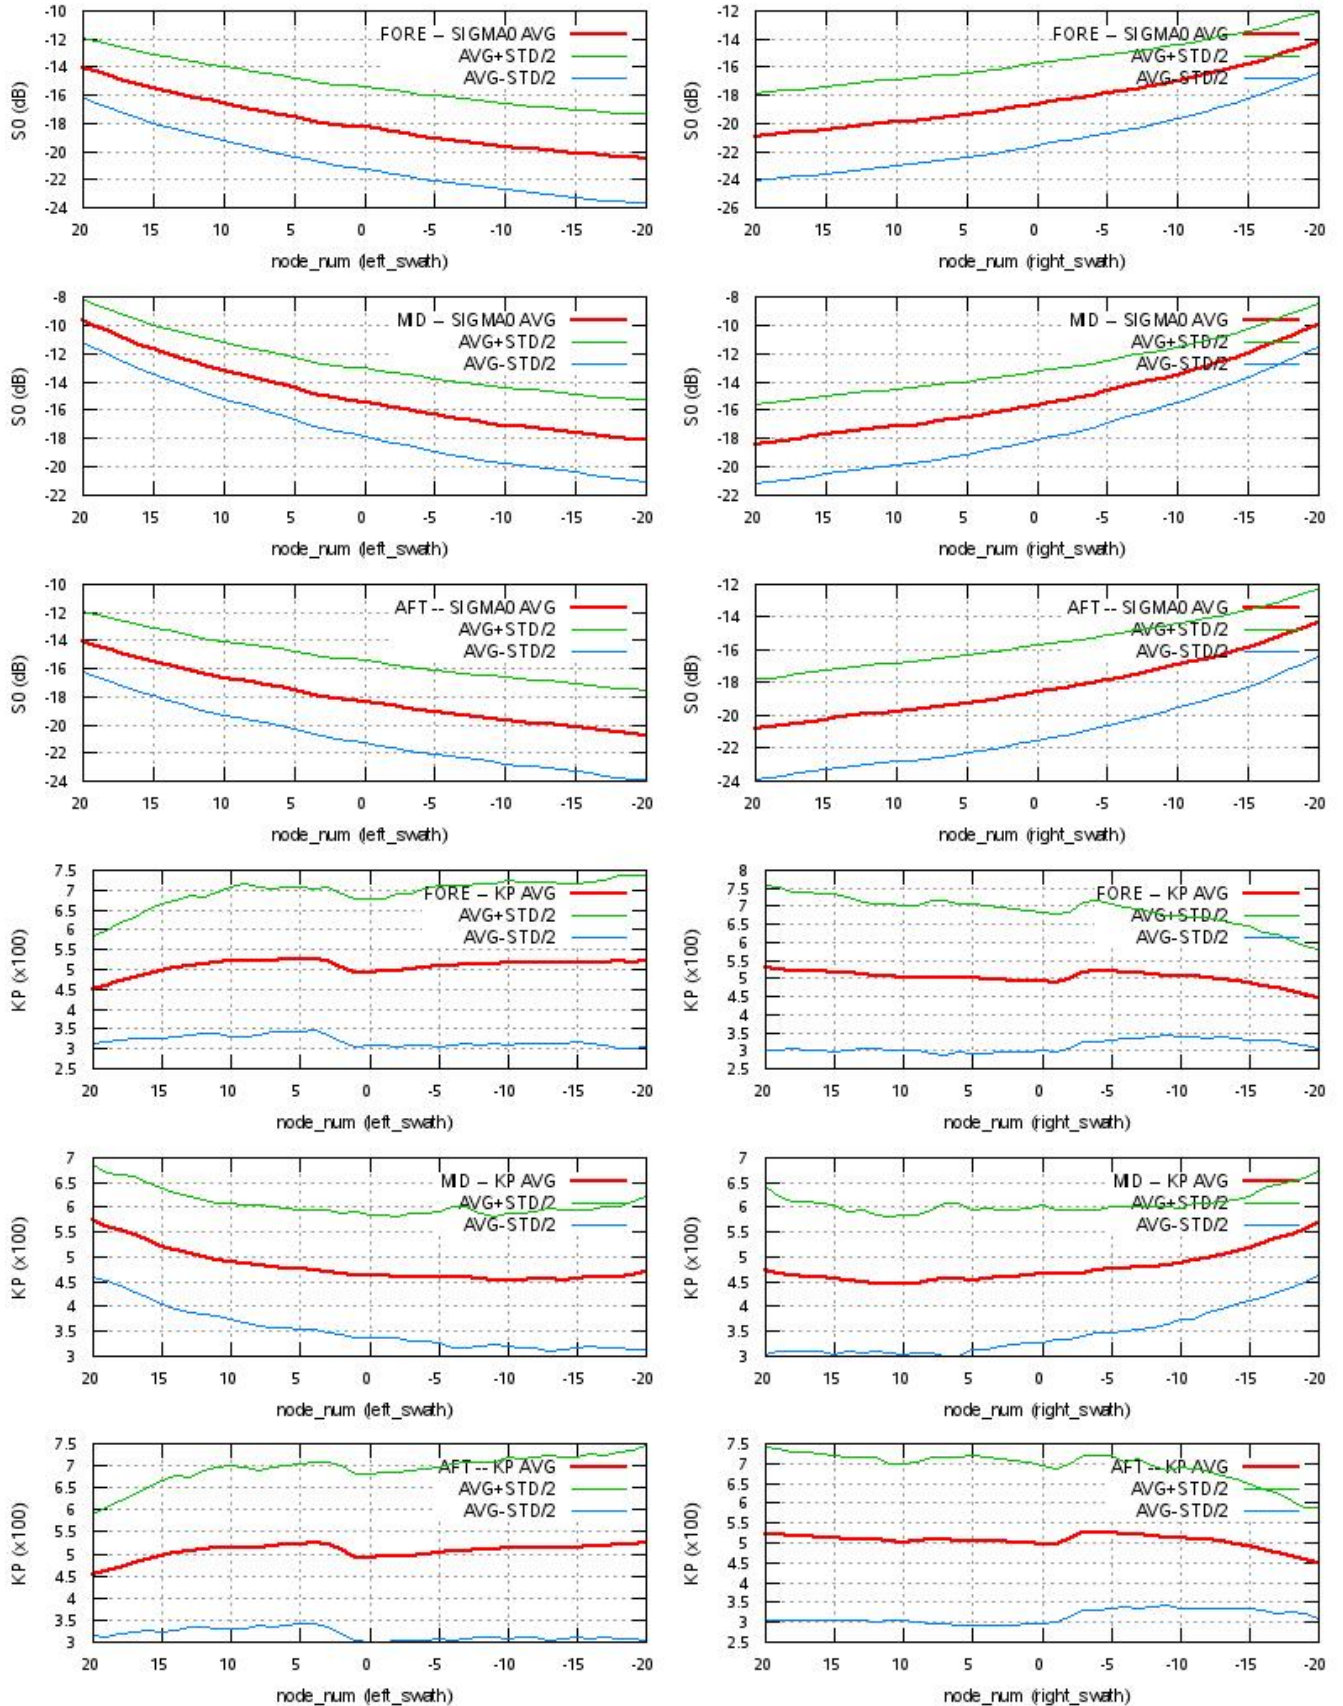 -10
-12
-14
-16
-18
-20
-22
-24
S0 (dB)
FORE -- SIGMA0 AVG
AVG+STD/2
AVG-STD/2
20 15 10 5 0 -5 -10 -15 -20
node_num (left_swath)
-12
-14
-16
-18
-20
-22
-24
-26
S0 (dB)
FORE -- SIGMA0 AVG
AVG+STD/2
AVG-STD/2
20 15 10 5 0 -5 -10 -15 -20
node_num (right_swath)
-8
-10
-12
-14
-16
-18
-20
-22
S0 (dB)
MID -- SIGMA0 AVG
AVG+STD/2
AVG-STD/2
20 15 10 5 0 -5 -10 -15 -20
node_num (left_swath)
-8
-10
-12
-14
-16
-18
-20
-22
S0 (dB)
MID -- SIGMA0 AVG
AVG+STD/2
AVG-STD/2
20 15 10 5 0 -5 -10 -15 -20
node_num (right_swath)
-10
-12
-14
-16
-18
-20
-22
-24
S0 (dB)
AFT -- SIGMA0 AVG
AVG+STD/2
AVG-STD/2
20 15 10 5 0 -5 -10 -15 -20
node_num (left_swath)
-12
-14
-16
-18
-20
-22
-24
S0 (dB)
AFT -- SIGMA0 AVG
AVG+STD/2
AVG-STD/2
20 15 10 5 0 -5 -10 -15 -20
node_num (right_swath)
7.5
7
6.5
6
5.5
5
4.5
4
3.5
3
2.5
KP (x100)
FORE -- KP AVG
AVG+STD/2
AVG-STD/2
20 15 10 5 0 -5 -10 -15 -20
node_num (left_swath)
8
7.5
7
6.5
6
5.5
5
4.5
4
3.5
3
2.5
KP (x100)
FORE -- KP AVG
AVG+STD/2
AVG-STD/2
20 15 10 5 0 -5 -10 -15 -20
node_num (right_swath)
7
6.5
6
5.5
5
4.5
4
3.5
3
KP (x100)
MID -- KP AVG
AVG+STD/2
AVG-STD/2
20 15 10 5 0 -5 -10 -15 -20
node_num (left_swath)
7
6.5
6
5.5
5
4.5
4
3.5
3
KP (x100)
MID -- KP AVG
AVG+STD/2
AVG-STD/2
20 15 10 5 0 -5 -10 -15 -20
node_num (right_swath)
7.5
7
6.5
6
5.5
5
4.5
4
3.5
3
KP (x100)
AFT -- KP AVG
AVG+STD/2
AVG-STD/2
20 15 10 5 0 -5 -10 -15 -20
node_num (left_swath)
7.5
7
6.5
6
5.5
5
4.5
4
3.5
3
2.5
KP (x100)
AFT -- KP AVG
AVG+STD/2
AVG-STD/2
20 15 10 5 0 -5 -10 -15 -20
node_num (right_swath)